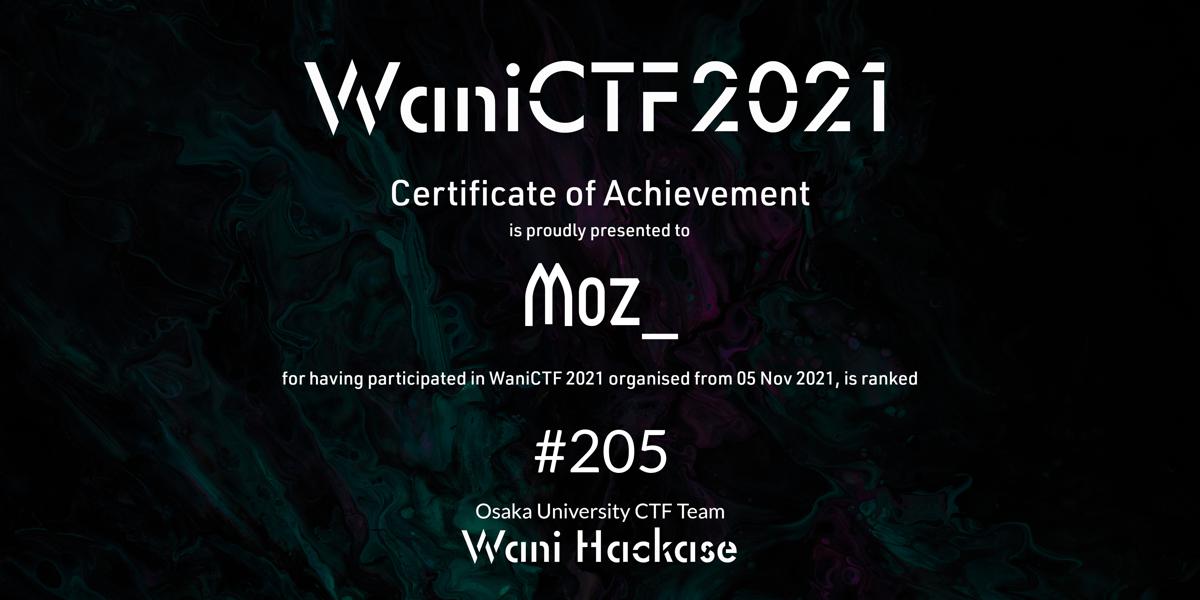 WaniCTF2021
Certificate of Achievement
is proudly presented to
Moz_
for having participated in WaniCTF 2021 organised from 05 Nov 2021, is ranked
#205
Osaka University CTF Team
Wani Hackase